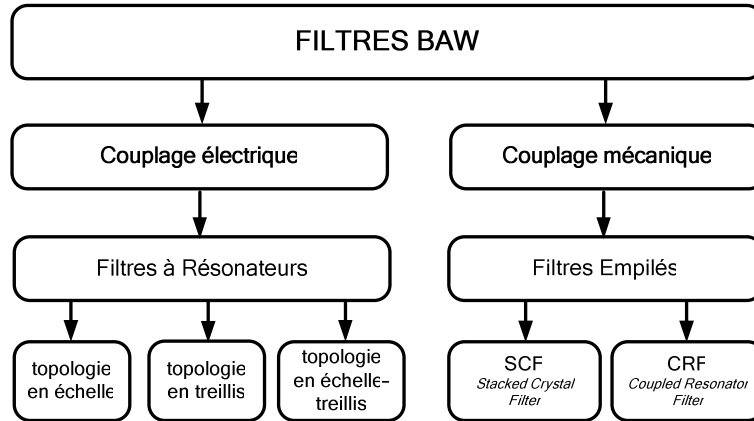 FILTRES BAW
Couplage électrique
Couplage mécanique
Filtres à Résonateurs
Filtres Empilés
topologie
en échelle
topologie
en treillis
topologie
en échelle-
treillis
SCF
Stacked Crystal
Filter
CRF
Coupled Resonator
Filter